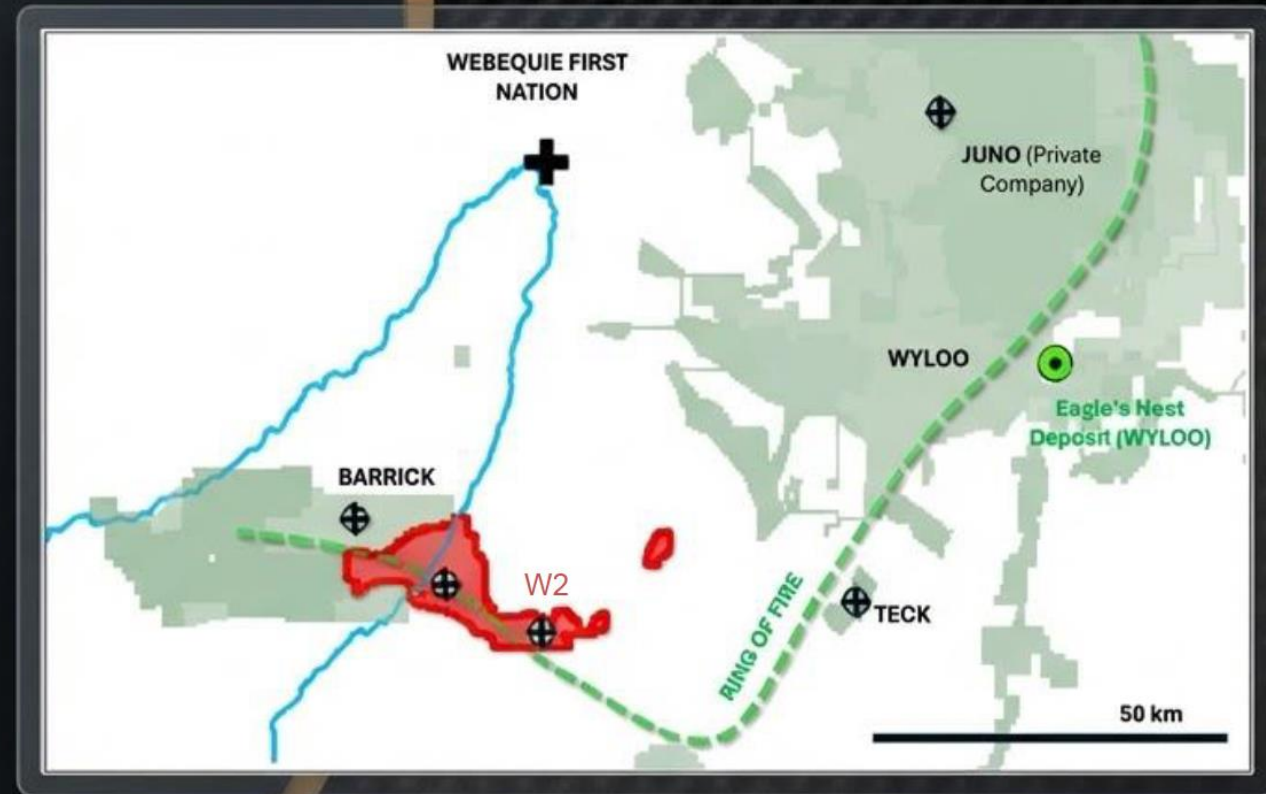 WEBEQUIE FIRST
NATION
JUNO (Private
Company)
WYLOO
Eagle's Nest
Deposit (WYLOO)
BARRICK
W2
RING OF FIRE
TECK
50 km